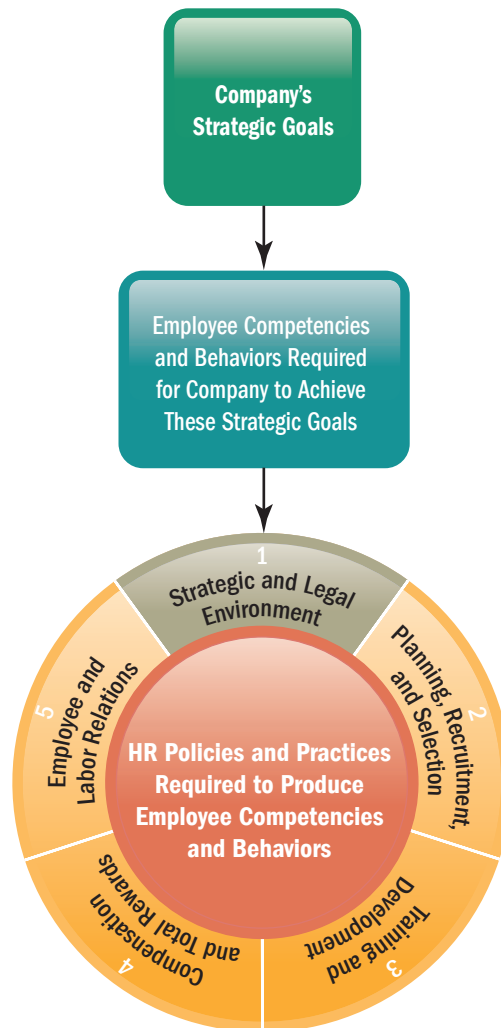 Company's
Strategic Goals
Employee Competencies
and Behaviors Required
for Company to Achieve
These Strategic Goals
1
Strategic and Legal
Environment
2
Planning, Recruitment,
and Selection
3
Training and
Development
4
Compensation
and Total Rewards
5
Employee and
Labor Relations
HR Policies and Practices
Required to Produce
Employee Competencies
and Behaviors